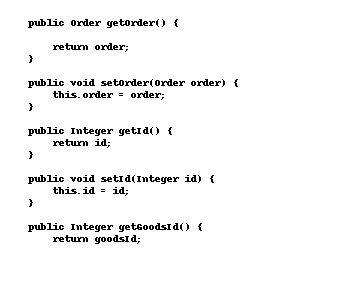 public Order getOrder() {
return order;
}
public void setOrder(Order order) {
this.order = order;
}
public Integer getId() {
return id;
}
public void setId(Integer id) {
this.id = id;
}
public Integer getGoodsId() {
return goodsId;